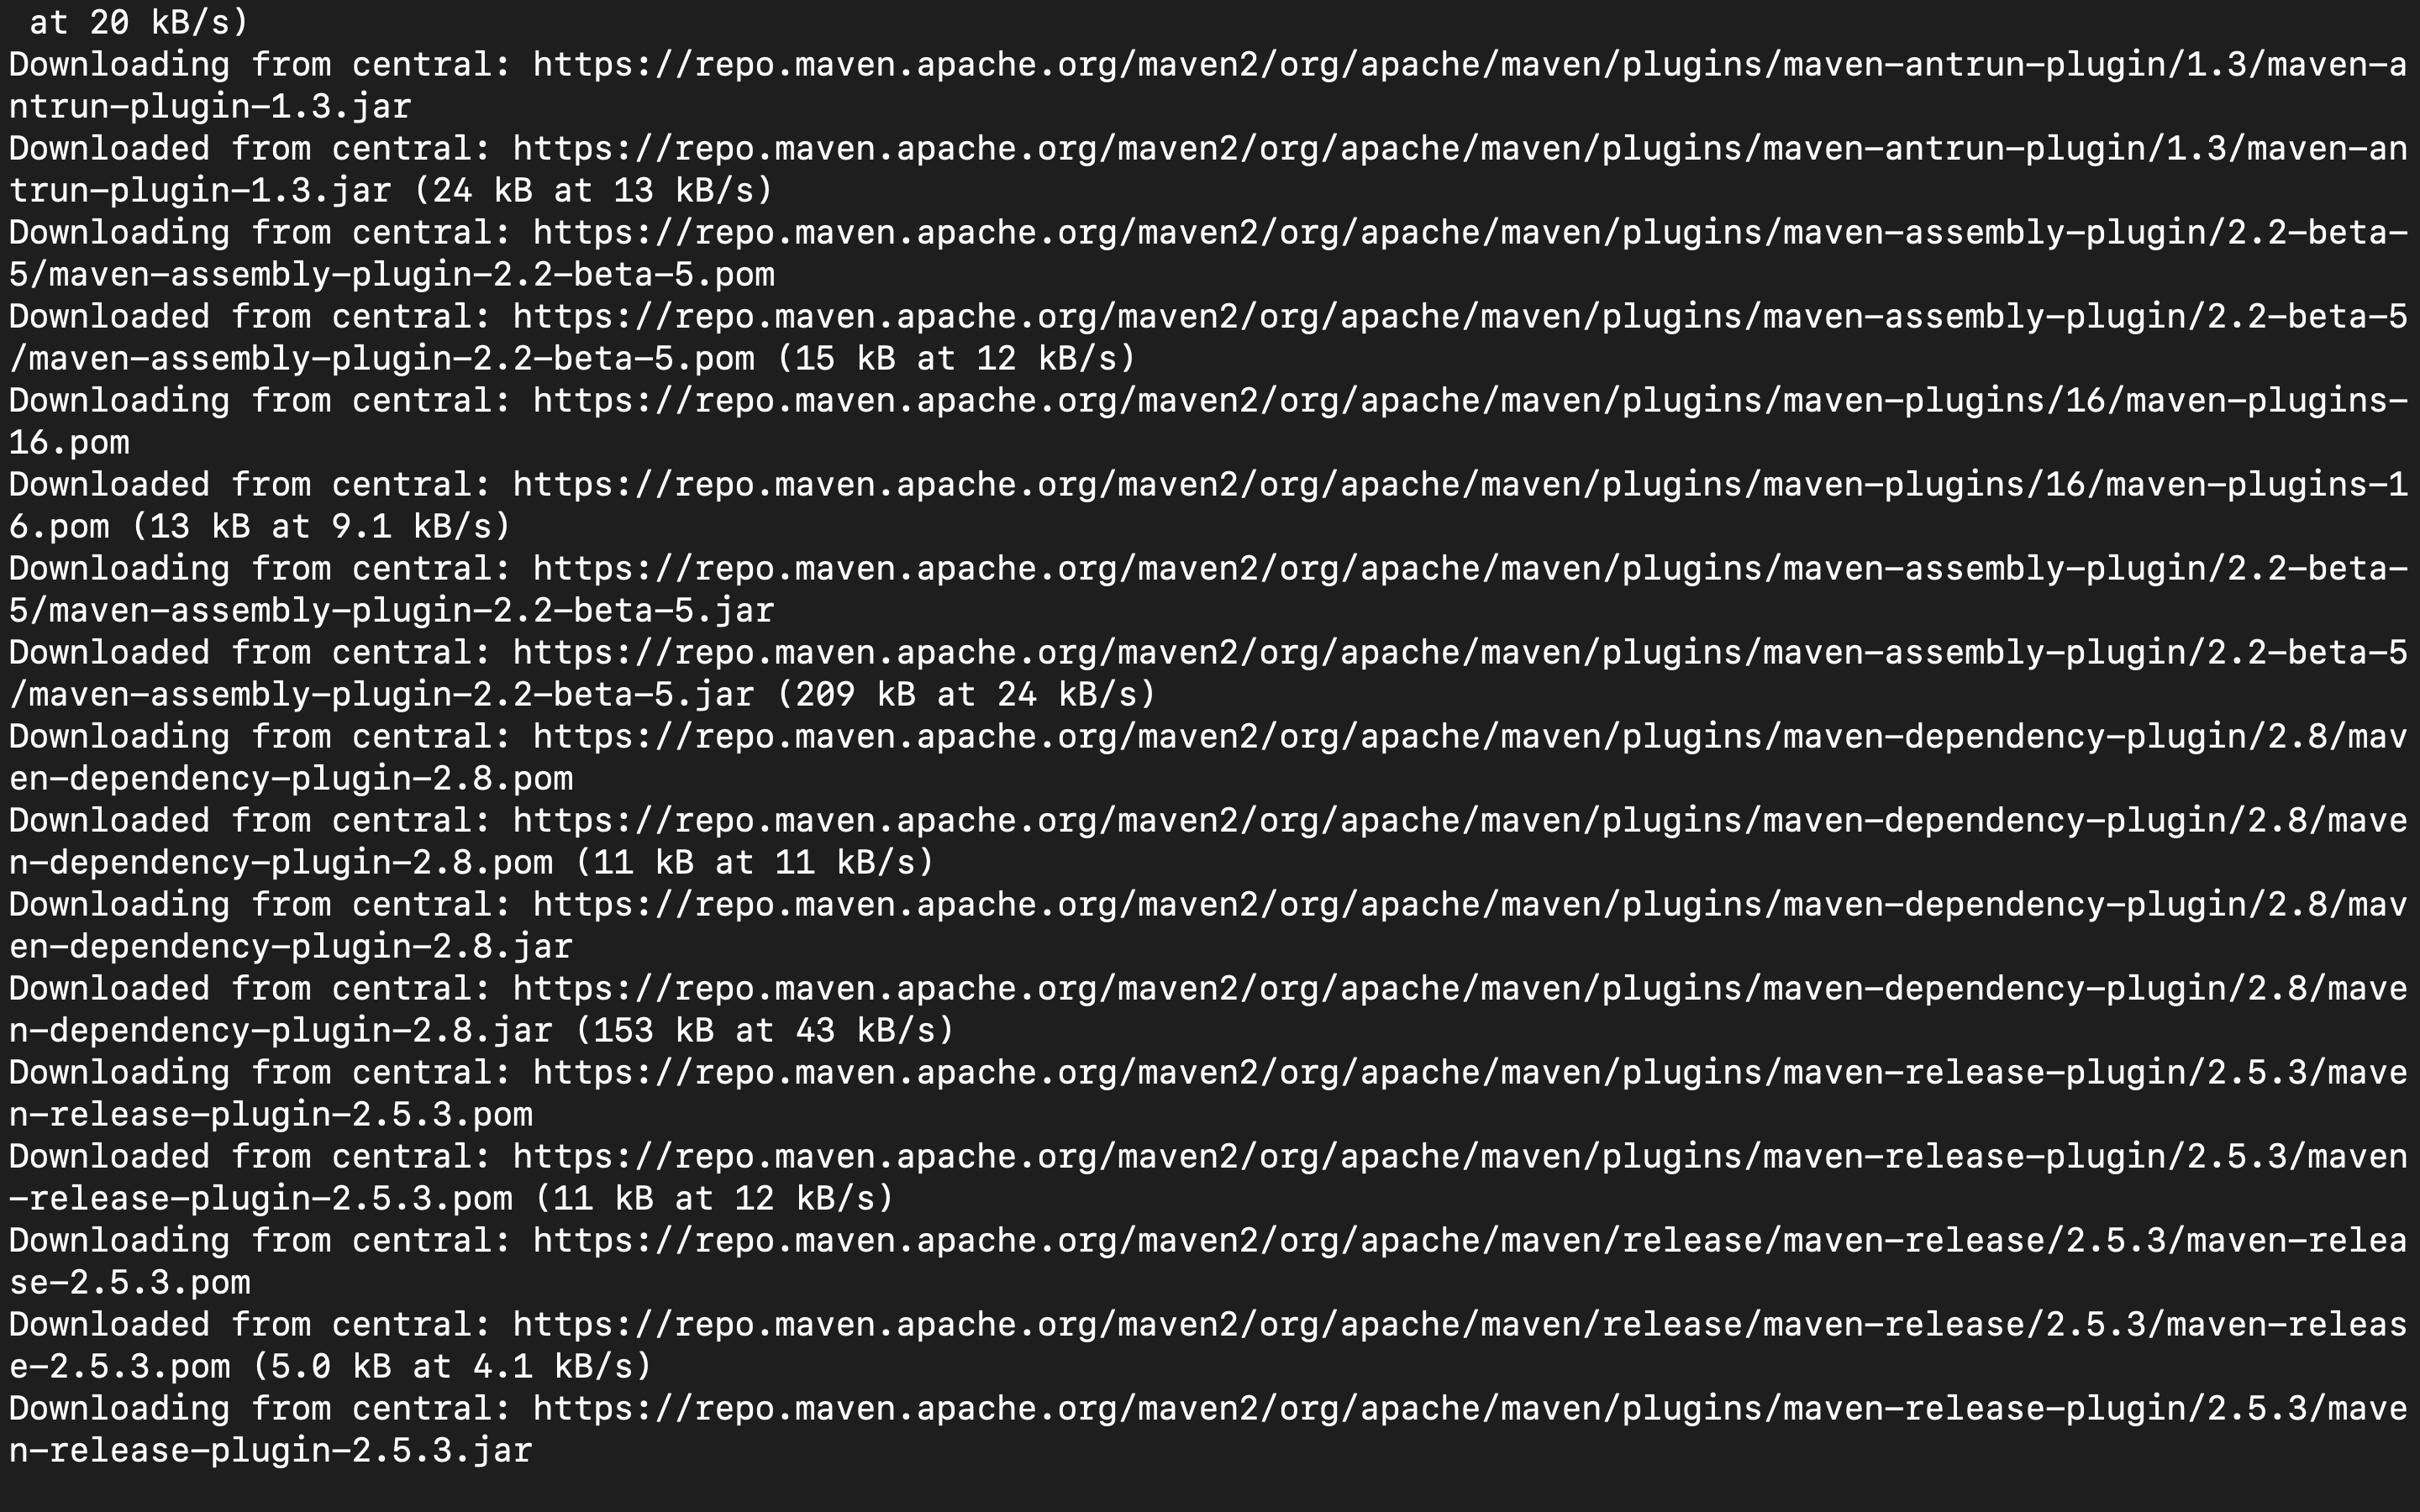 at 20 kB/s)
Downloading from central: https://repo.maven.apache.org/maven2/org/apache/maven/plugins/maven-antrun-plugin/1.3/maven-a
ntrun-plugin-1.3.jar
Downloaded from central: https://repo.maven.apache.org/maven2/org/apache/maven/plugins/maven-antrun-plugin/1.3/maven-an
trun-plugin-1.3.jar (24 kB at 13 kB/s)
Downloading from central: https://repo.maven.apache.org/maven2/org/apache/maven/plugins/maven-assembly-plugin/2.2-beta-
5/maven-assembly-plugin-2.2-beta-5.pom
Downloaded from central: https://repo.maven.apache.org/maven2/org/apache/maven/plugins/maven-assembly-plugin/2.2-beta-5
/maven-assembly-plugin-2.2-beta-5.pom (15 kB at 12 kB/s)
Downloading from central: https://repo.maven.apache.org/maven2/org/apache/maven/plugins/maven-plugins/16/maven-plugins-
16.pom
Downloaded from central: https://repo.maven.apache.org/maven2/org/apache/maven/plugins/maven-plugins/16/maven-plugins-1
6.pom (13 kB at 9.1 kB/s)
Downloading from central: https://repo.maven.apache.org/maven2/org/apache/maven/plugins/maven-assembly-plugin/2.2-beta-
5/maven-assembly-plugin-2.2-beta-5.jar
Downloaded from central: https://repo.maven.apache.org/maven2/org/apache/maven/plugins/maven-assembly-plugin/2.2-beta-5
/maven-assembly-plugin-2.2-beta-5.jar (209 kB at 24 kB/s)
Downloading from central: https://repo.maven.apache.org/maven2/org/apache/maven/plugins/maven-dependency-plugin/2.8/mav
en-dependency-plugin-2.8.pom
Downloaded from central: https://repo.maven.apache.org/maven2/org/apache/maven/plugins/maven-dependency-plugin/2.8/mave
n-dependency-plugin-2.8.pom (11 kB at 11 kB/s)
Downloading from central: https://repo.maven.apache.org/maven2/org/apache/maven/plugins/maven-dependency-plugin/2.8/mav
en-dependency-plugin-2.8.jar
Downloaded from central: https://repo.maven.apache.org/maven2/org/apache/maven/plugins/maven-dependency-plugin/2.8/mave
n-dependency-plugin-2.8.jar (153 kB at 43 kB/s)
Downloading from central: https://repo.maven.apache.org/maven2/org/apache/maven/plugins/maven-release-plugin/2.5.3/mave
n-release-plugin-2.5.3.pom
Downloaded from central: https://repo.maven.apache.org/maven2/org/apache/maven/plugins/maven-release-plugin/2.5.3/maven
-release-plugin-2.5.3.pom (11 kB at 12 kB/s)
Downloading from central: https://repo.maven.apache.org/maven2/org/apache/maven/release/maven-release/2.5.3/maven-relea
se-2.5.3.pom
Downloaded from central: https://repo.maven.apache.org/maven2/org/apache/maven/release/maven-release/2.5.3/maven-releas
e-2.5.3.pom (5.0 kB at 4.1 kB/s)
Downloading from central: https://repo.maven.apache.org/maven2/org/apache/maven/plugins/maven-release-plugin/2.5.3/mave
n-release-plugin-2.5.3.jar